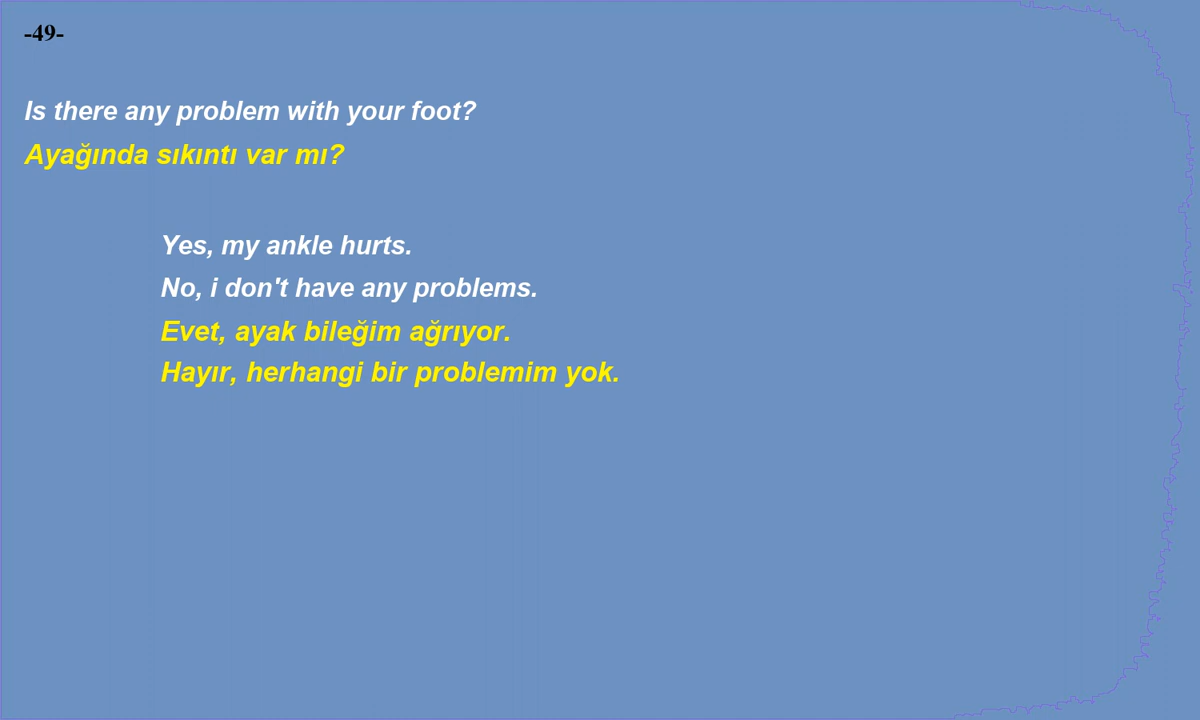 -49-
Is there any problem with your foot?
Ayağında sıkıntı var mı?
Yes, my ankle hurts.
No, i don't have any problems.
Evet, ayak bileğim ağrıyor.
Hayır, herhangi bir problemim yok.